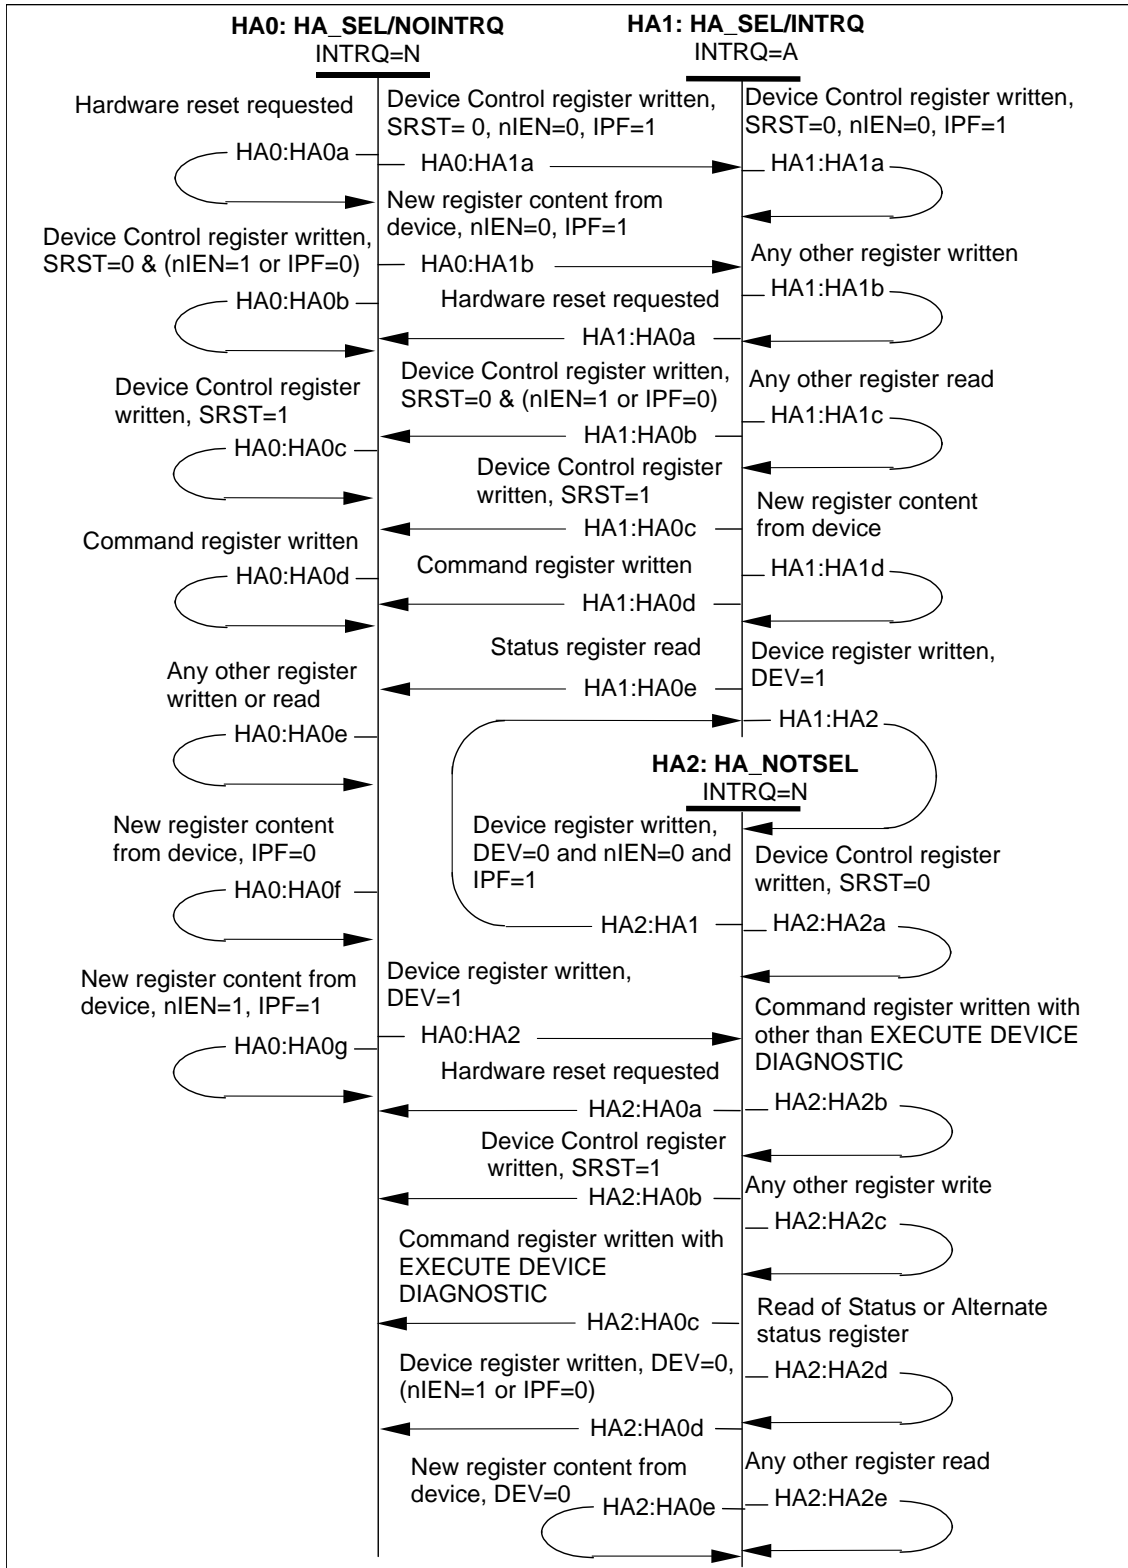 HA0: HA_SEL/NOINTRQ
INTRQ=N
HA1: HA_SEL/INTRQ
INTRQ=A
Hardware reset requested
HA0:HA0a
Device Control register written,
SRST= 0, nIEN=0, IPF=1
HA0:HA1a
Device Control register written,
SRST=0, nIEN=0, IPF=1
HA1:HA1a
New register content from
device, nIEN=0, IPF=1
HA0:HA1b
Device Control register written,
SRST=0 & (nIEN=1 or IPF=0)
HA0:HA0b
Any other register written
HA1:HA1b
Hardware reset requested
HA1:HA0a
Device Control register
written, SRST=1
HA0:HA0c
Device Control register written,
SRST=0 & (nIEN=1 or IPF=0)
HA1:HA0b
Any other register read
HA1:HA1c
Device Control register
written, SRST=1
HA1:HA0c
New register content
from device
HA1:HA1d
Command register written
HA0:HA0d
Command register written
HA1:HA0d
Status register read
HA1:HA0e
Device register written,
DEV=1
HA1:HA2
Any other register
written or read
HA0:HA0e
HA2: HA_NOTSEL
INTRQ=N
New register content
from device, IPF=0
HA0:HA0f
Device register written,
DEV=0 and nIEN=0 and
IPF=1
HA2:HA1
Device Control register
written, SRST=0
HA2:HA2a
New register content from
device, nIEN=1, IPF=1
HA0:HA0g
Device register written,
DEV=1
HA0:HA2
Command register written with
other than EXECUTE DEVICE
DIAGNOSTIC
HA2:HA2b
Hardware reset requested
HA2:HA0a
Device Control register
written, SRST=1
HA2:HA0b
Any other register write
HA2:HA2c
Command register written with
EXECUTE DEVICE
DIAGNOSTIC
HA2:HA0c
Read of Status or Alternate
status register
HA2:HA2d
Device register written, DEV=0,
(nIEN=1 or IPF=0)
HA2:HA0d
New register content from
device, DEV=0
HA2:HA0e
Any other register read
HA2:HA2e